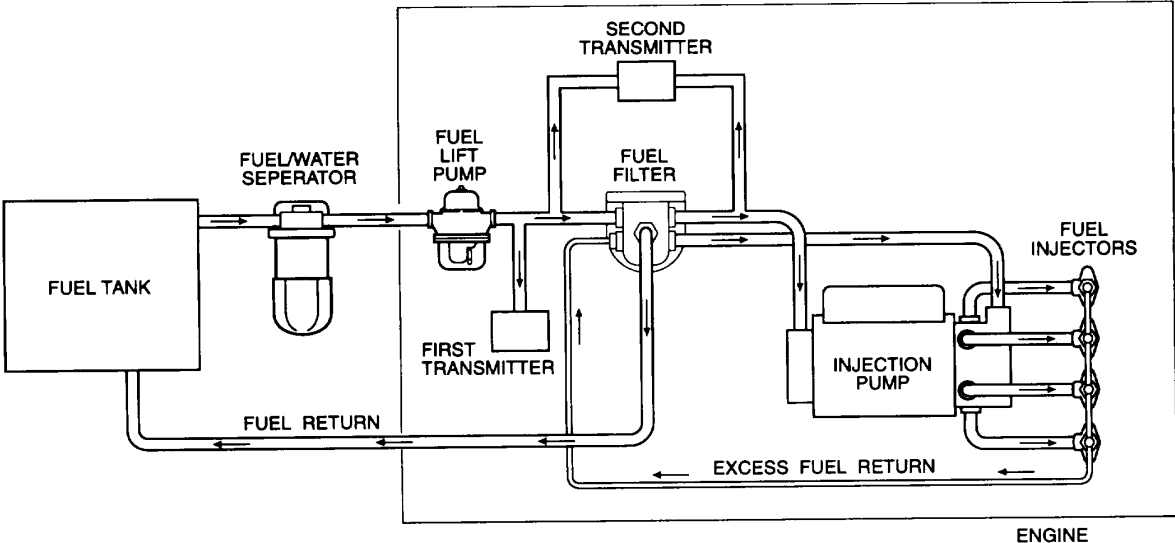 SECOND
TRANSMITTER
FUEL
LIFT
PUMP
FUEL/WATER
SEPERATOR
FUEL
FILTER
FUEL
INJECTORS
FUEL TANK
FIRST
TRANSMITTER
INJECTION
PUMP
FUEL RETURN
EXCESS FUEL RETURN
ENGINE